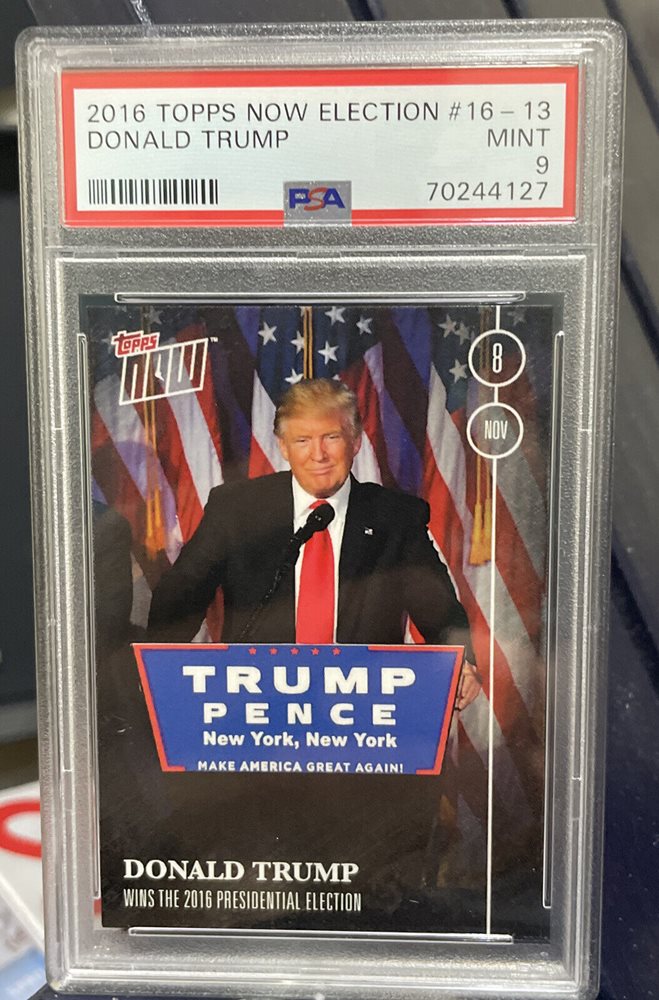 2016 TOPPS NOW ELECTION #16-13
DONALD TRUMP MINT
9
PSA 70244127
topps NOW™
8
NOV
TRUMP
PENCE
New York, New York
MAKE AMERICA GREAT AGAIN!
DONALD TRUMP
WINS THE 2016 PRESIDENTIAL ELECTION